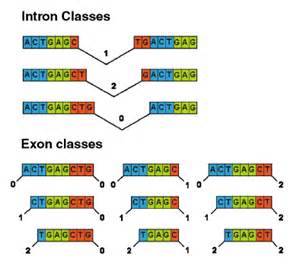 Intron Classes
ACTGAGC TGACTGAG
1
ACTGAGCT GACTGAG
2
ACTGAGCTG ACTGAG
0
Exon classes
ACTGAGCTG ACTGAGC ACTGAGCT
0 0 0 1 0 2
CTGAGCTG CTGAGC CTGAGCT
1 0 1 1 1 2
TGAGCTG TGAGC TGAGCT
2 0 2 1 2 2